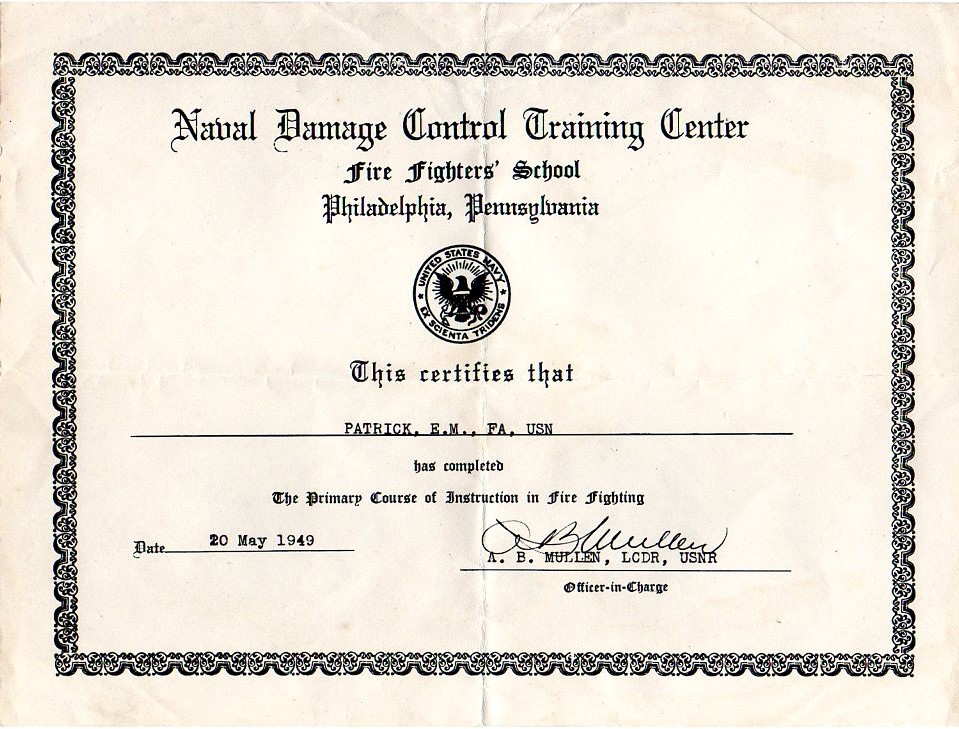 Naval Damage Control Training Center
Fire Fighters' School
Philadelphia, Pennsylvania
UNITED STATES NAVY
EX SCIENTA TRIDENS
This certifies that
PATRICK, E.M., FA, USN
has completed
The Primary Course of Instruction in Fire Fighting
Date 20 May 1949
A B Mullen
A. B. MULLEN, LCDR, USNR
Officer-in-Charge